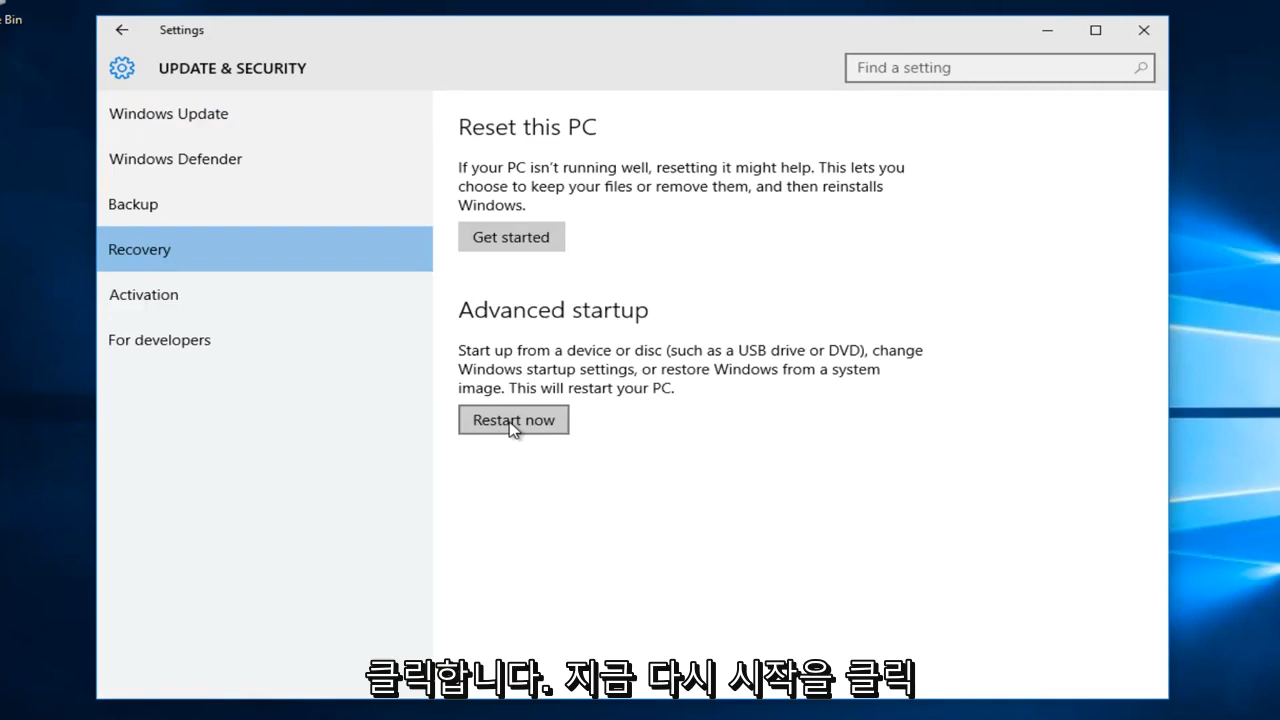 e Bin
Settings
UPDATE & SECURITY
Find a setting
Windows Update
Windows Defender
Backup
Recovery
Activation
For developers
Reset this PC
If your PC isn't running well, resetting it might help. This lets you
choose to keep your files or remove them, and then reinstalls
Windows.
Get started
Advanced startup
Start up from a device or disc (such as a USB drive or DVD), change
Windows startup settings, or restore Windows from a system
image. This will restart your PC.
Restart now
클릭합니다. 지금 다시 시작을 클릭